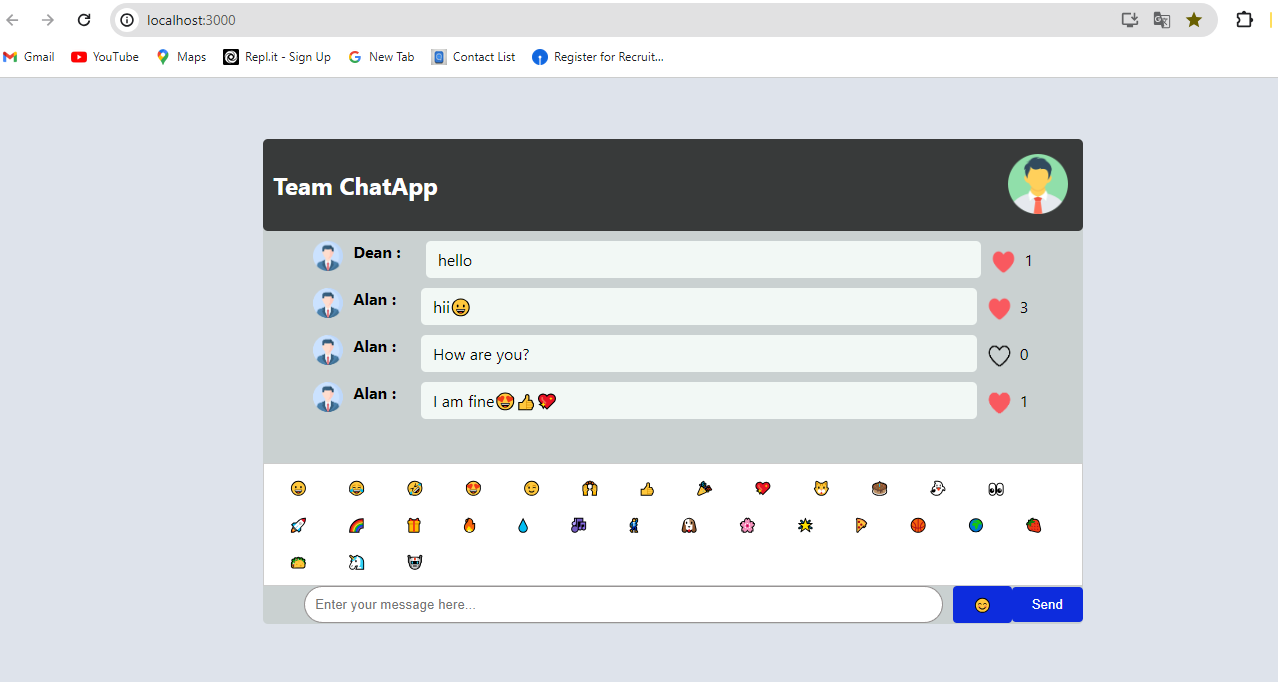 localhost:3000
Gmail YouTube Maps Repl.it - Sign Up New Tab Contact List Register for Recruit...
Team ChatApp
Dean : hello 1
Alan : hii😀 3
Alan : How are you? 0
Alan : I am fine😍👍💖 1
Enter your message here... 😊 Send